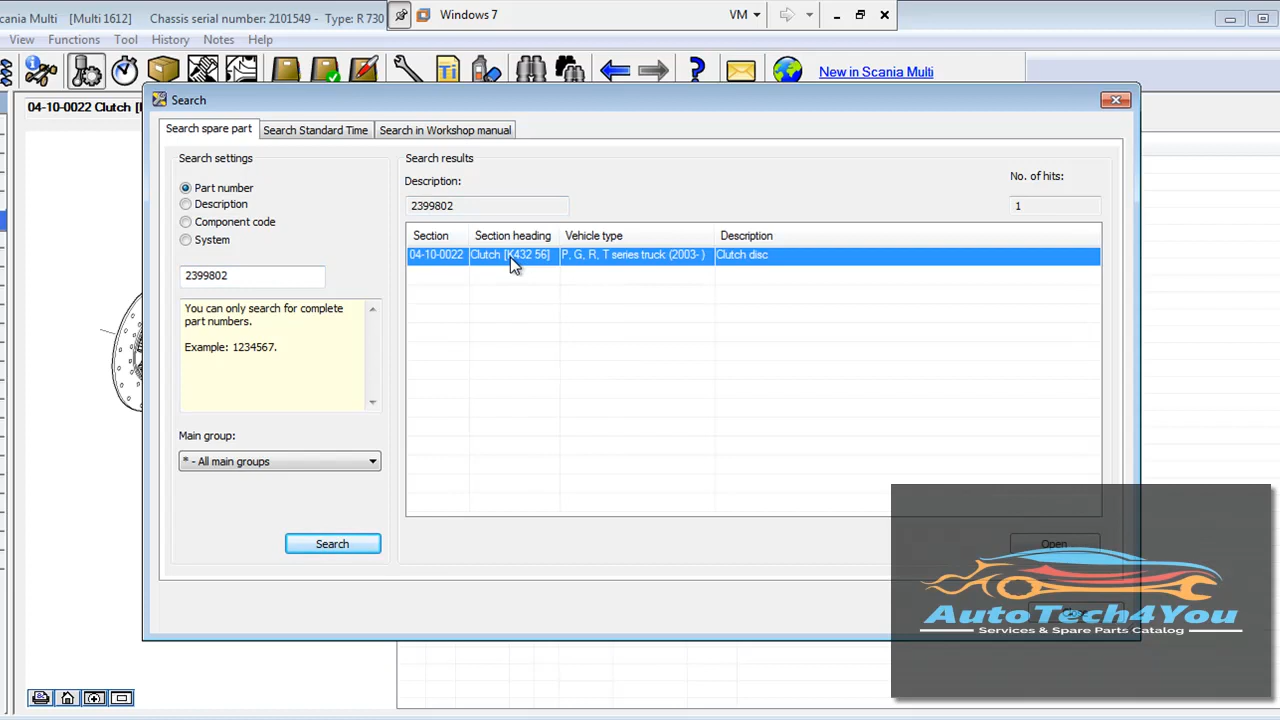 cania Multi [Multi 1612] Chassis serial number: 2101549 - Type: R 730
Windows 7
VM
View Functions Tool History Notes Help
New in Scania Multi
04-10-0022 Clutch [
Search
Search spare part
Search Standard Time
Search in Workshop manual
Search settings
Part number
Description
Component code
System
2399802
You can only search for complete
part numbers.
Example: 1234567.
Main group:
* - All main groups
Search
Search results
Description:
No. of hits:
2399802
1
Section Section heading Vehicle type Description
04-10-0022 Clutch [K432 56] P, G, R, T series truck (2003- ) Clutch disc
Open
Close
AutoTech4You
Services & Spare Parts Catalog